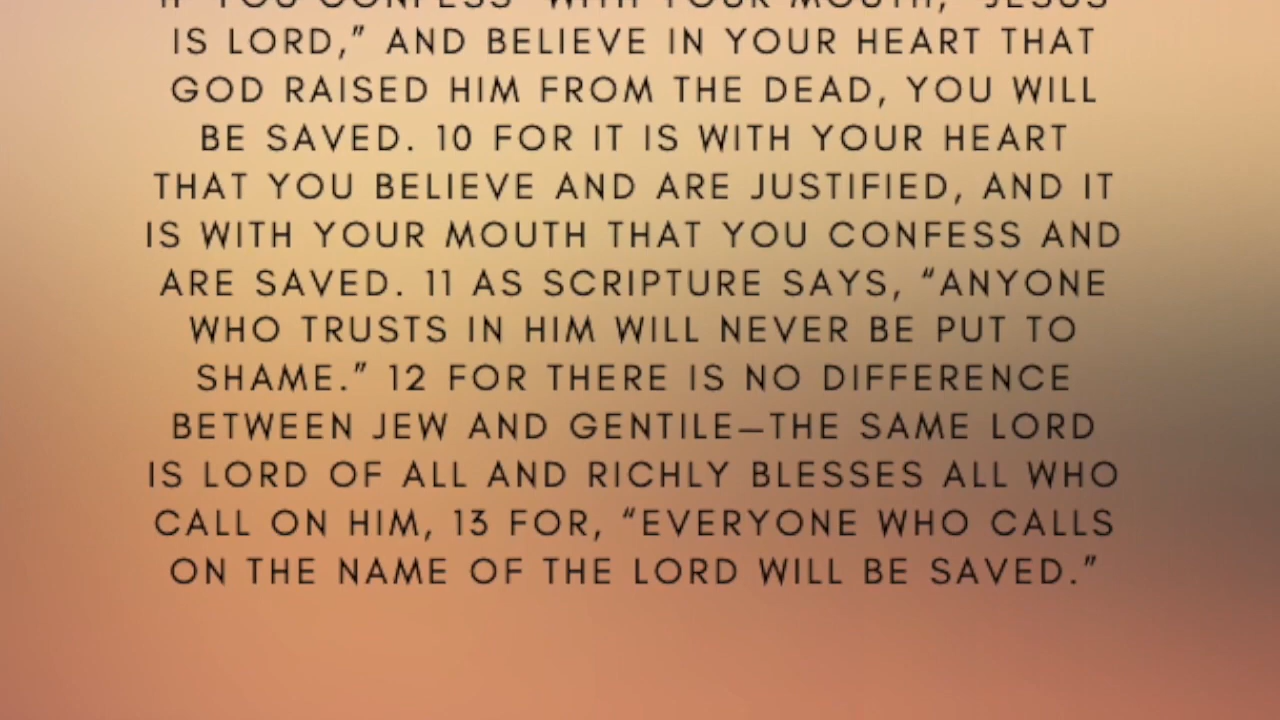 IF YOU CONFESS WITH YOUR MOUTH, "JESUS
IS LORD,” AND BELIEVE IN YOUR HEART THAT
GOD RAISED HIM FROM THE DEAD, YOU WILL
BE SAVED. 10 FOR IT IS WITH YOUR HEART
THAT YOU BELIEVE AND ARE JUSTIFIED, AND IT
IS WITH YOUR MOUTH THAT YOU CONFESS AND
ARE SAVED. 11 AS SCRIPTURE SAYS, “ANYONE
WHO TRUSTS IN HIM WILL NEVER BE PUT TO
SHAME.” 12 FOR THERE IS NO DIFFERENCE
BETWEEN JEW AND GENTILE—THE SAME LORD
IS LORD OF ALL AND RICHLY BLESSES ALL WHO
CALL ON HIM, 13 FOR, “EVERYONE WHO CALLS
ON THE NAME OF THE LORD WILL BE SAVED.”